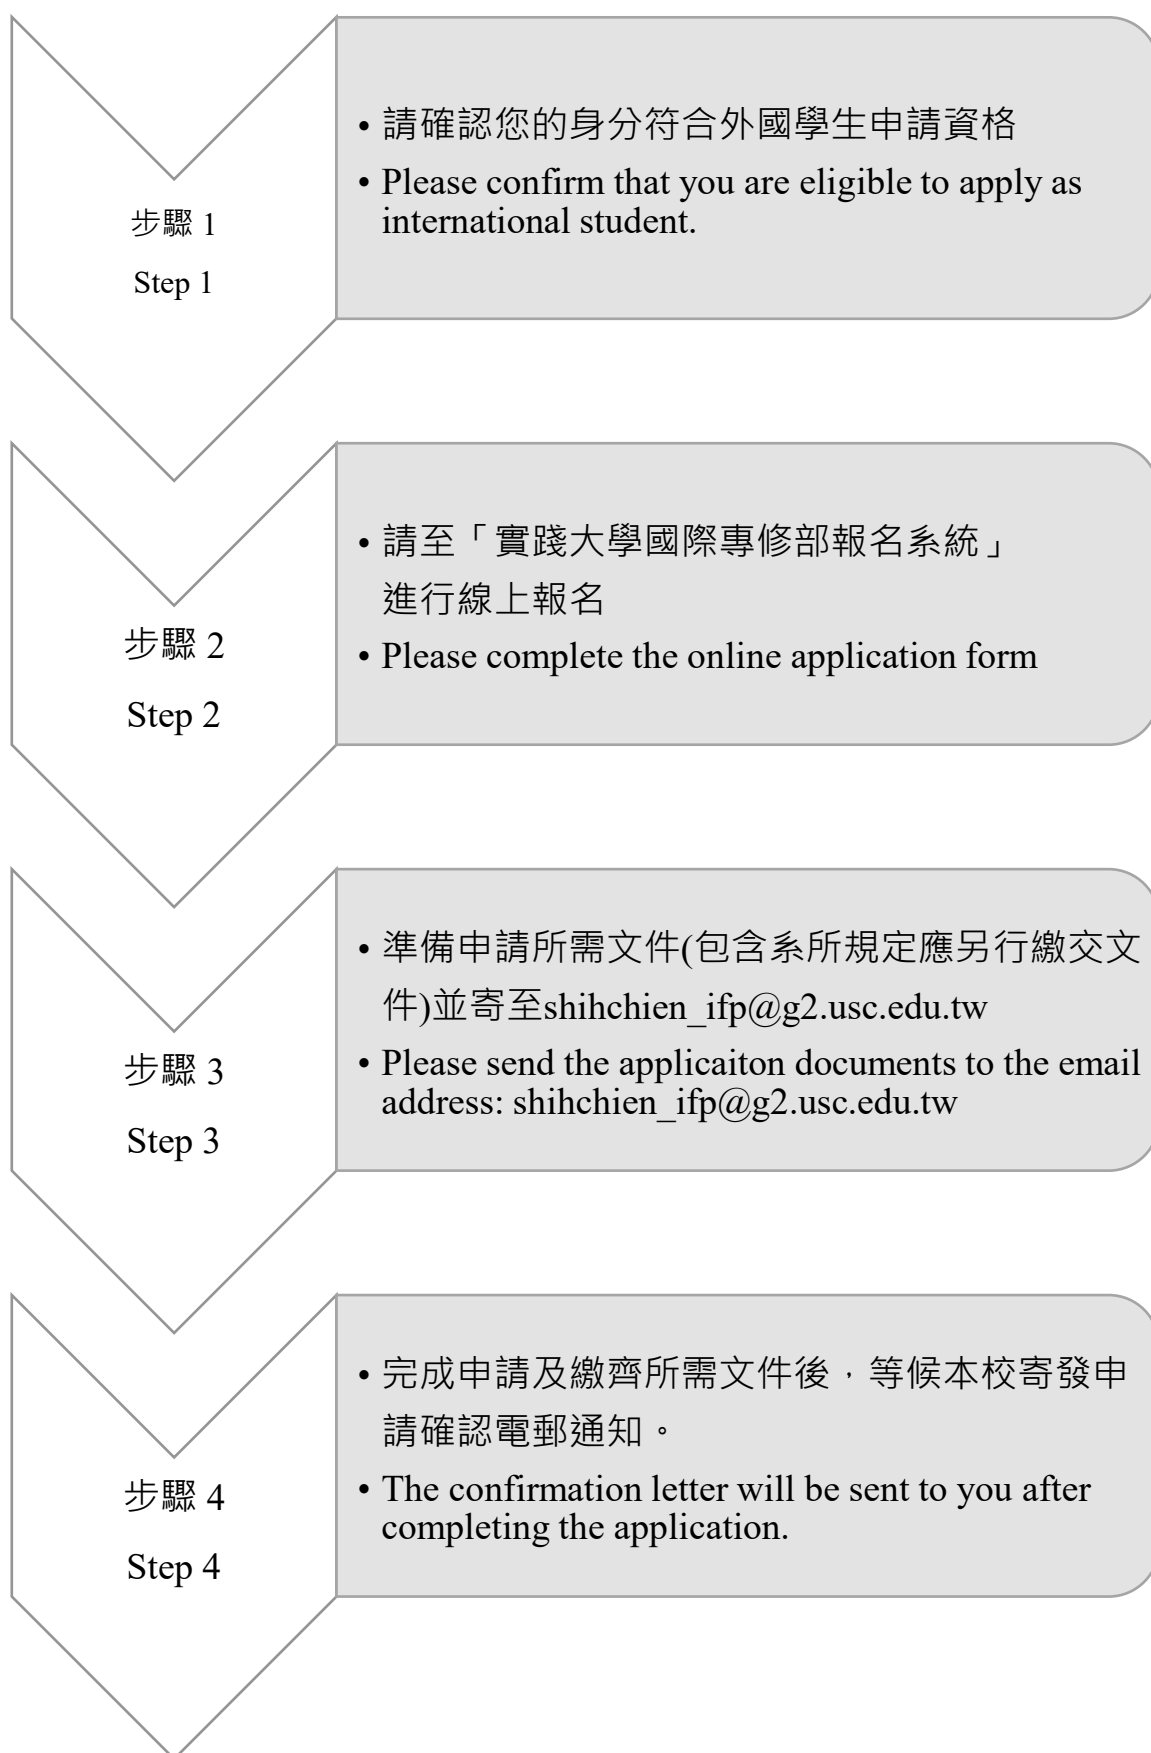 步驟 1
Step 1
• 請確認您的身分符合外國學生申請資格
• Please confirm that you are eligible to apply as
international student.
步驟 2
Step 2
• 請至「實踐大學國際專修部報名系統」
進行線上報名
• Please complete the online application form
步驟 3
Step 3
• 準備申請所需文件(包含系所規定應另行繳交文
件)並寄至shihchien_ifp@g2.usc.edu.tw
• Please send the applicaiton documents to the email
address: shihchien_ifp@g2.usc.edu.tw
步驟 4
Step 4
• 完成申請及繳齊所需文件後，等候本校寄發申
請確認電郵通知。
• The confirmation letter will be sent to you after
completing the application.